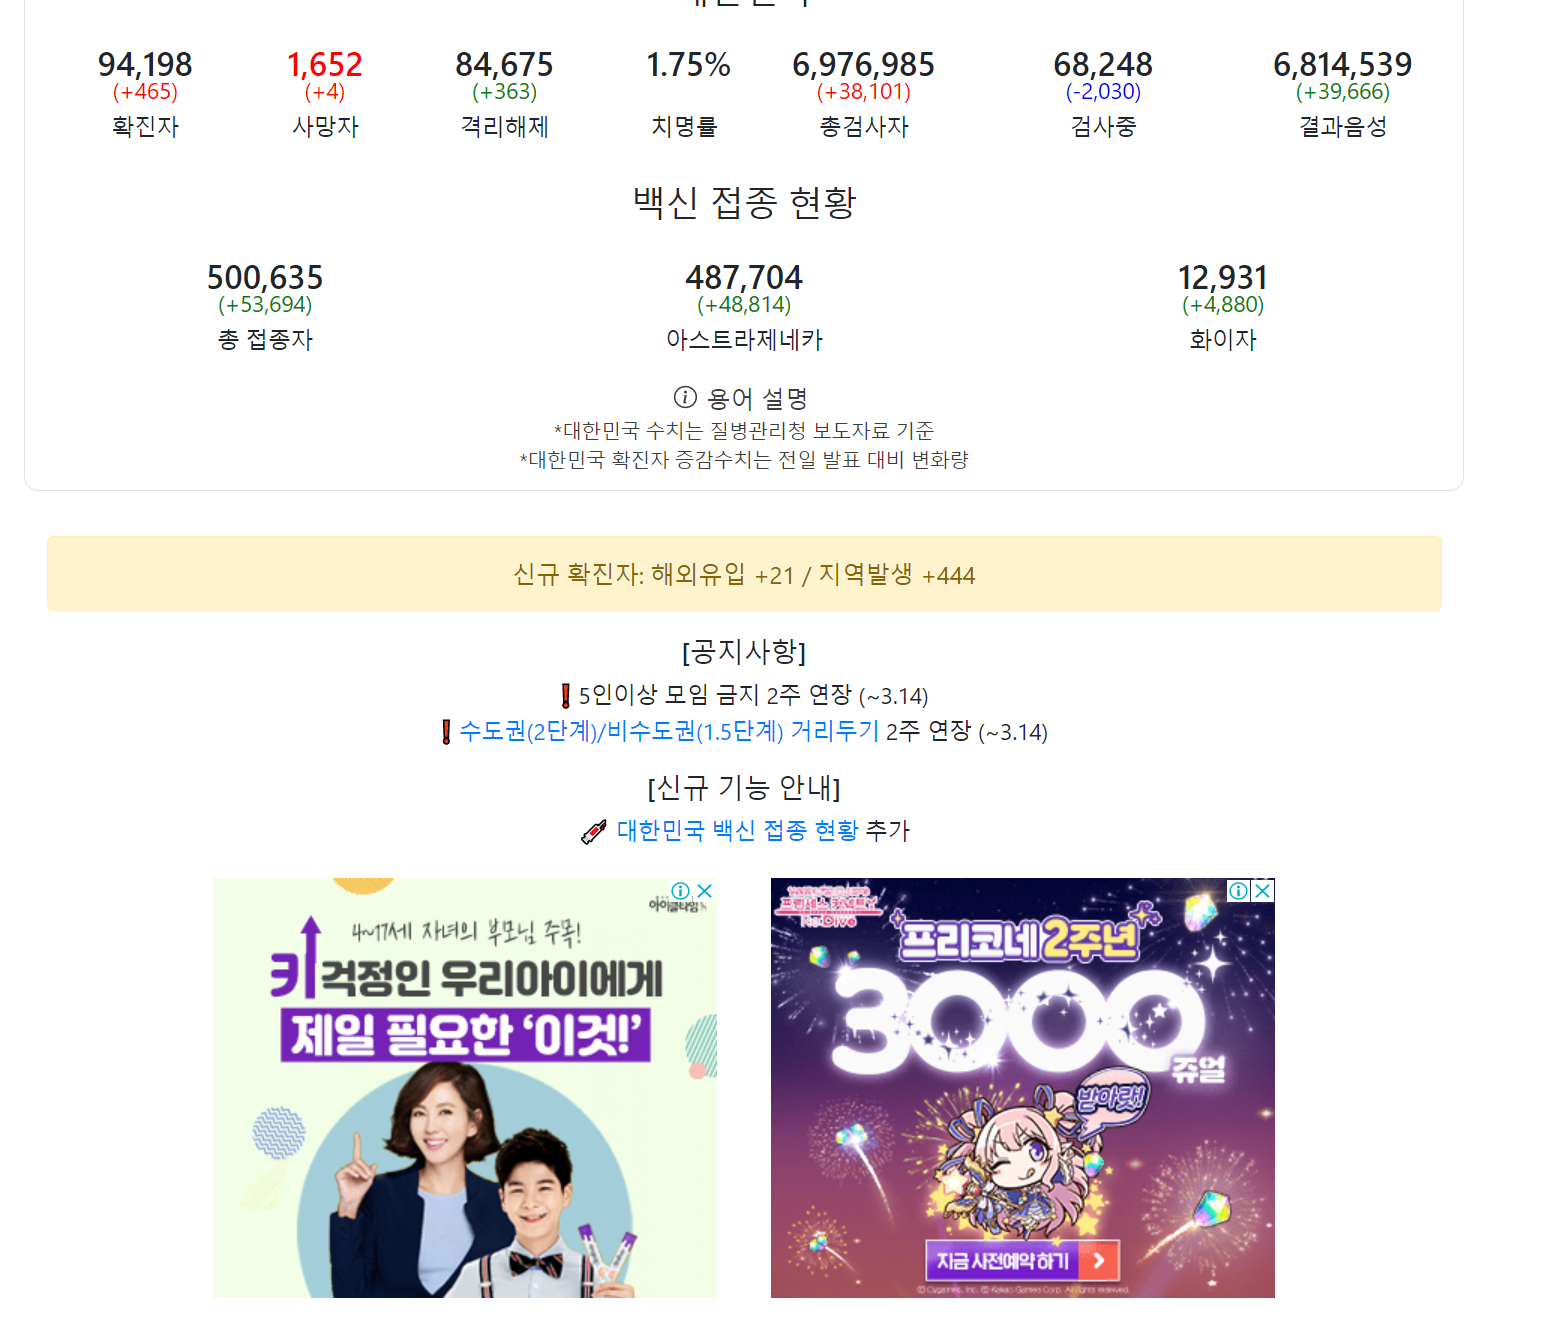 94,198
(+465)
확진자
1,652
(+4)
사망자
84,675
(+363)
격리해제
1.75%
치명률
6,976,985
(+38,101)
총검사자
68,248
(-2,030)
검사중
6,814,539
(+39,666)
결과음성
백신 접종 현황
500,635
(+53,694)
총 접종자
487,704
(+48,814)
아스트라제네카
12,931
(+4,880)
화이자
용어 설명
*대한민국 수치는 질병관리청 보도자료 기준
*대한민국 확진자 증감수치는 전일 발표 대비 변화량
신규 확진자: 해외유입 +21 / 지역발생 +444
[공지사항]
❗5인이상 모임 금지 2주 연장 (~3.14)
❗수도권(2단계)/비수도권(1.5단계) 거리두기 2주 연장 (~3.14)
[신규 기능 안내]
대한민국 백신 접종 현황 추가
아이클타임
4~17세 자녀의 부모님 주목!
키 걱정인 우리아이에게
제일 필요한 '이것!'
프린세스 커넥트!
Re:Dive
프리코네 2주년
3000
쥬얼
받아랏!
지금 사전예약 하기
© Cygames, Inc. © Kakao Games Corp. All rights reserved.